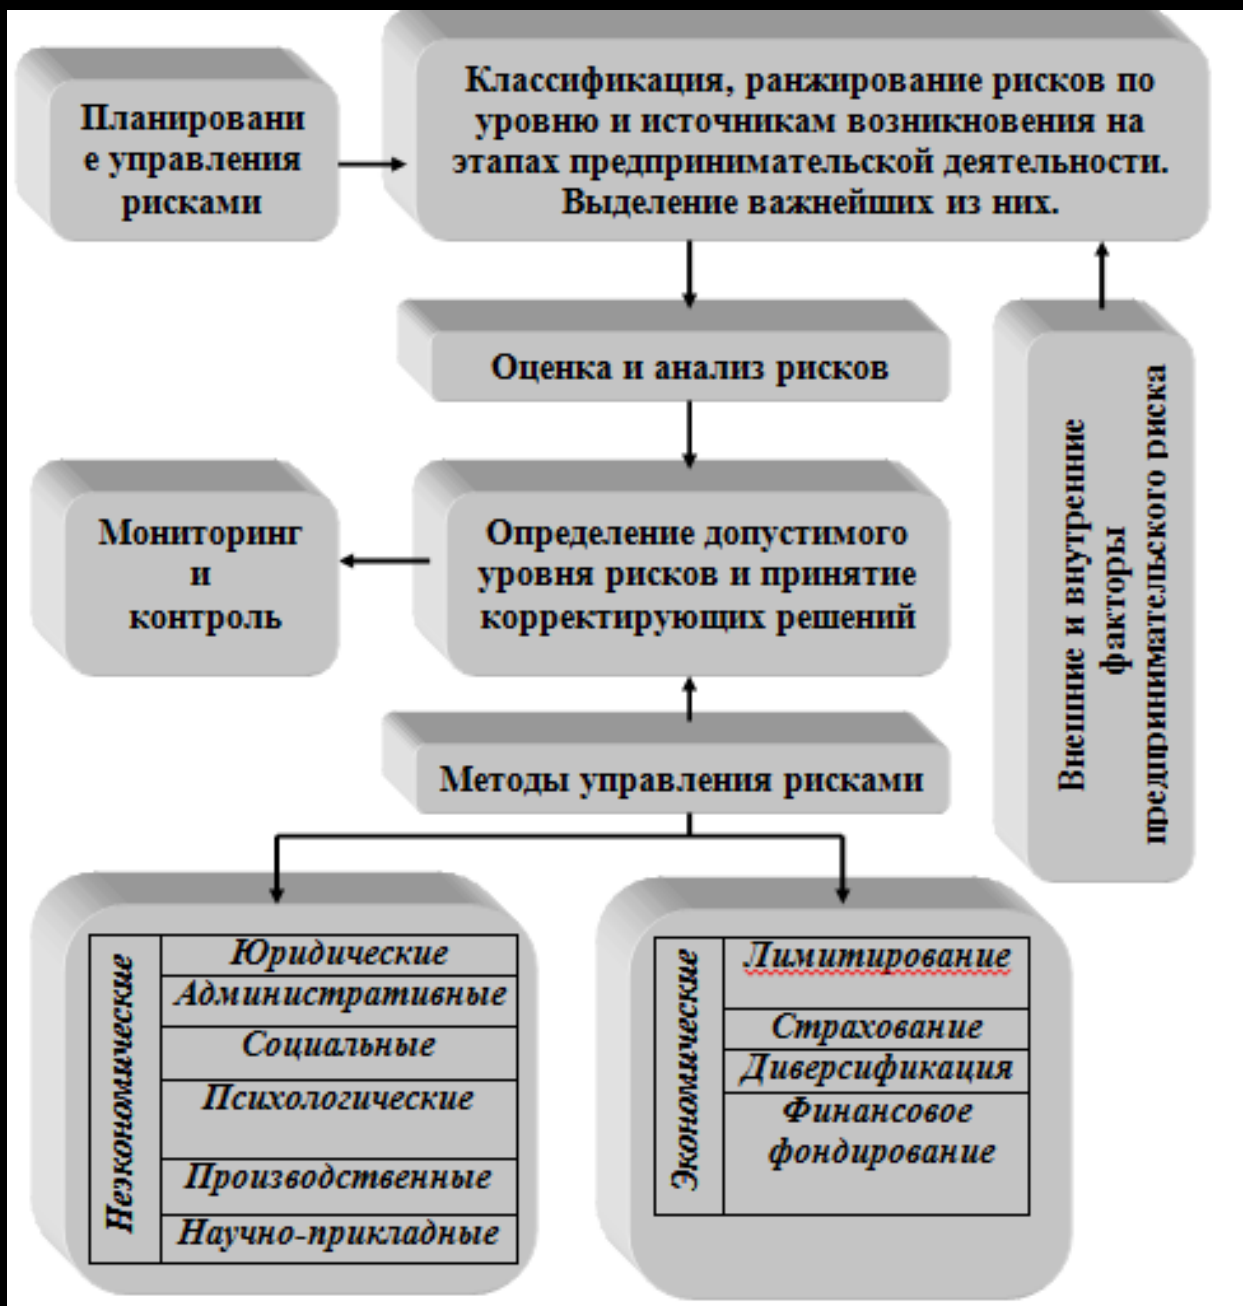 Планировани
е управления
рисками
Классификация, ранжирование рисков по
уровню и источникам возникновения на
этапах предпринимательской деятельности.
Выделение важнейших из них.
Оценка и анализ рисков
Внешние и внутренние
факторы
предпринимательского риска
Мониторинг
и
контроль
Определение допустимого
уровня рисков и принятие
корректирующих решений
Методы управления рисками
Неэкономические
Юридические
Административные
Социальные
Психологические
Производственные
Научно-прикладные
Экономические
Лимитирование
Страхование
Диверсификация
Финансовое
фондирование